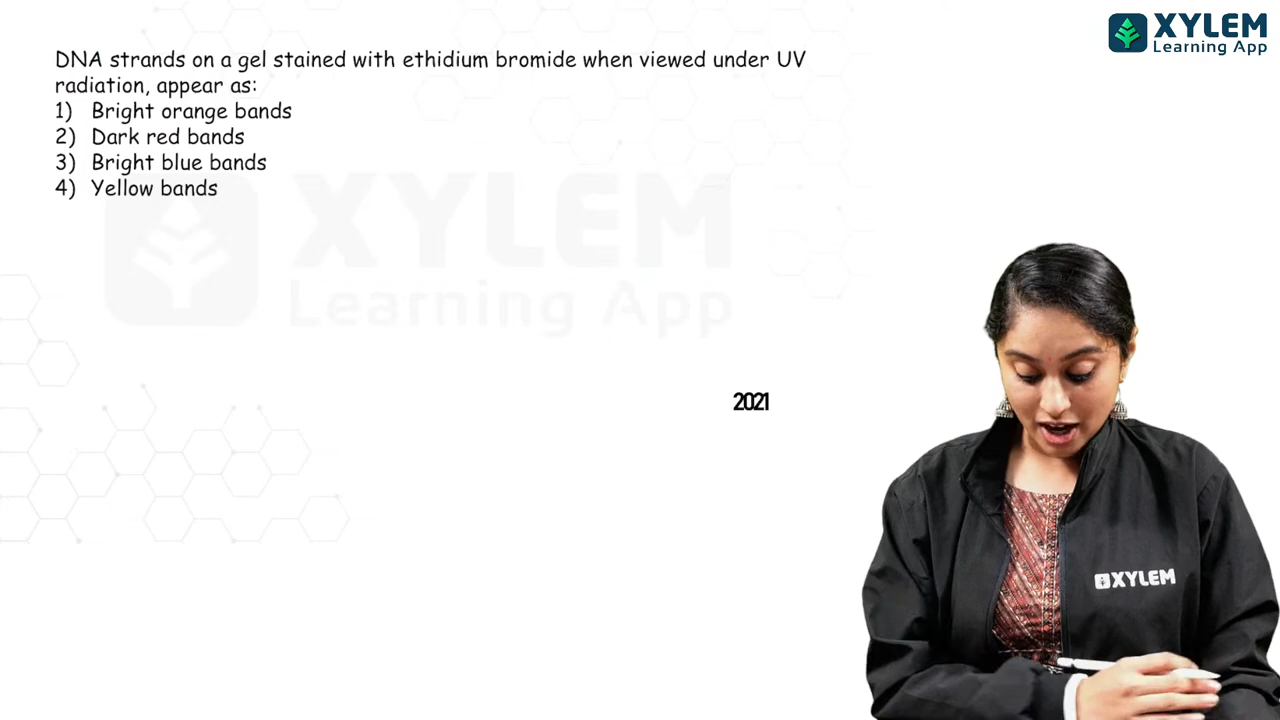 XYLEM
Learning App
DNA strands on a gel stained with ethidium bromide when viewed under UV
radiation, appear as:
1) Bright orange bands
2) Dark red bands
3) Bright blue bands
4) Yellow bands
XYLEM
Learning App
2021
XYLEM